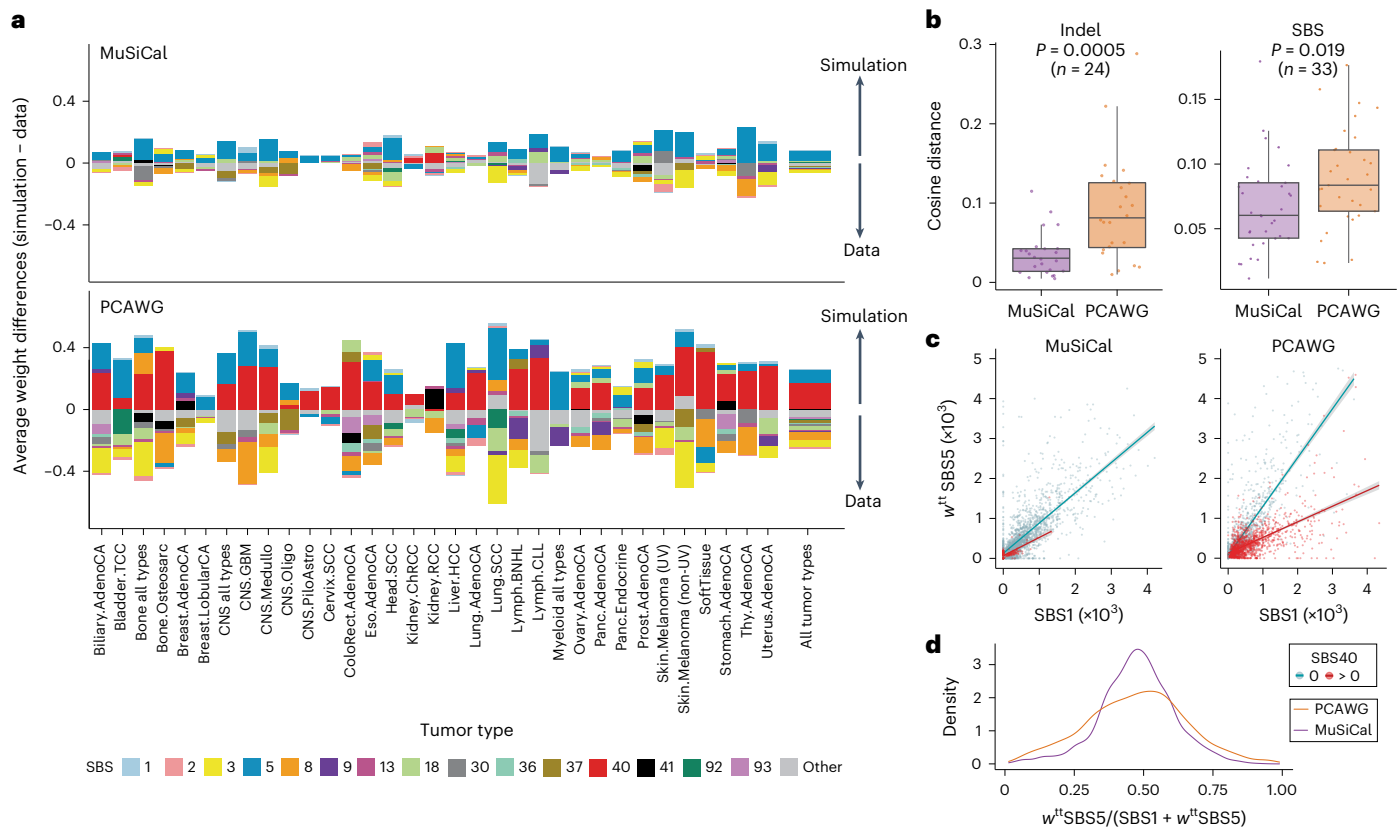 a
MuSiCal
Simulation
0.4
0
−0.4
Data
PCAWG
Simulation
0.4
0
−0.4
Data
Average weight differences (simulation – data)
Biliary.AdenoCA
Bladder.TCC
Bone all types
Bone.Osteosarc
Breast.AdenoCA
Breast.LobularCA
CNS all types
CNS.GBM
CNS.Medullo
CNS.Oligo
CNS.PiloAstro
Cervix.SCC
ColoRect.AdenoCA
Eso.AdenoCA
Head.SCC
Kidney.ChRCC
Kidney.RCC
Liver.HCC
Lung.AdenoCA
Lung.SCC
Lymph.BNHL
Lymph.CLL
Myeloid all types
Ovary.AdenoCA
Panc.AdenoCA
Panc.Endocrine
Prost.AdenoCA
Skin.Melanoma (UV)
Skin.Melanoma (non-UV)
SoftTissue
Stomach.AdenoCA
Thy.AdenoCA
Uterus.AdenoCA
All tumor types
Tumor type
SBS 1 2 3 5 8 9 13 18 30 36 37 40 41 92 93 Other
b
Indel
P = 0.0005
(n = 24)
0.3
0.2
0.1
0
Cosine distance
MuSiCal PCAWG
SBS
P = 0.019
(n = 33)
0.15
0.10
0.05
MuSiCal PCAWG
c
MuSiCal
5
4
3
2
1
0
w^tt SBS5 (×10³)
0 1 2 3 4
SBS1 (×10³)
PCAWG
5
4
3
2
1
0
0 1 2 3 4
SBS1 (×10³)
d
3
2
1
0
Density
0 0.25 0.50 0.75 1.00
w^ttSBS5/(SBS1 + w^ttSBS5)
SBS40
0 > 0
PCAWG
MuSiCal